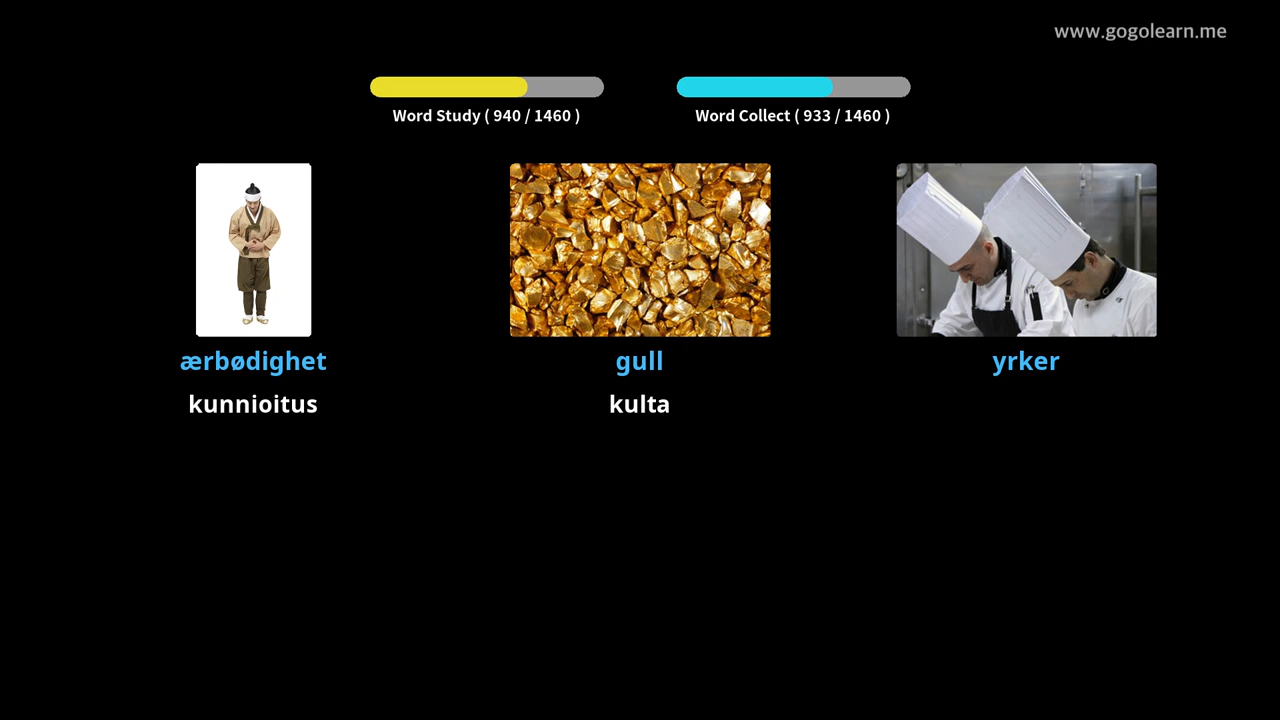 www.gogolearn.me
Word Study ( 940 / 1460 )
Word Collect ( 933 / 1460 )
ærbødighet
gull
yrker
kunnioitus
kulta